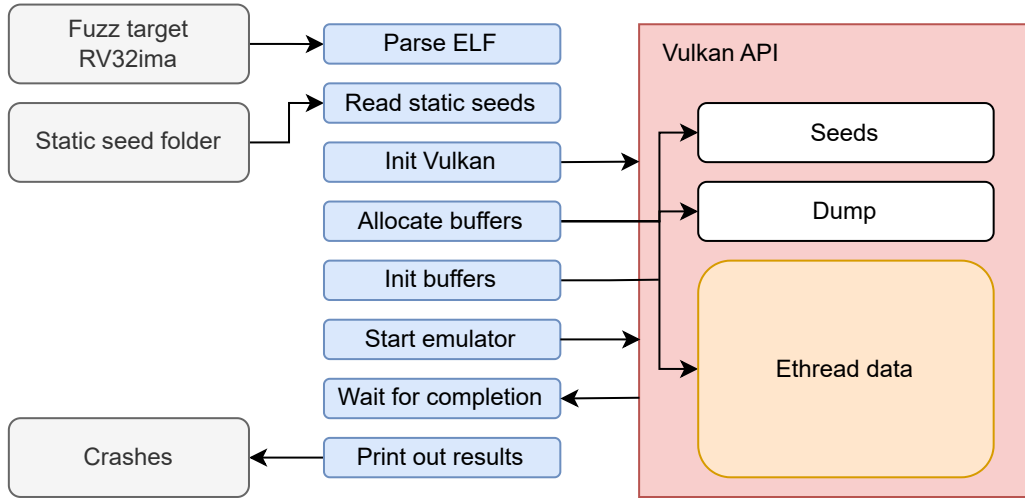 Fuzz target
RV32ima
Static seed folder
Crashes
Parse ELF
Read static seeds
Init Vulkan
Allocate buffers
Init buffers
Start emulator
Wait for completion
Print out results
Vulkan API
Seeds
Dump
Ethread data